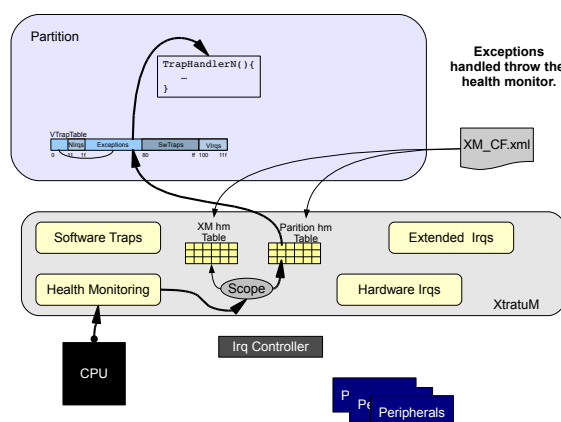 Partition
Exceptions
handled throw the
health monitor.
TrapHandlerN(){
...
}
VTrapTable
NIrqs Exceptions SwTraps VIrqs
0 11 1f 80 ff 100 11f
XM_CF.xml
XM hm
Table
Parition hm
Table
Software Traps
Extended Irqs
Health Monitoring
Scope
Hardware Irqs
XtratuM
Irq Controller
CPU
Peripherals